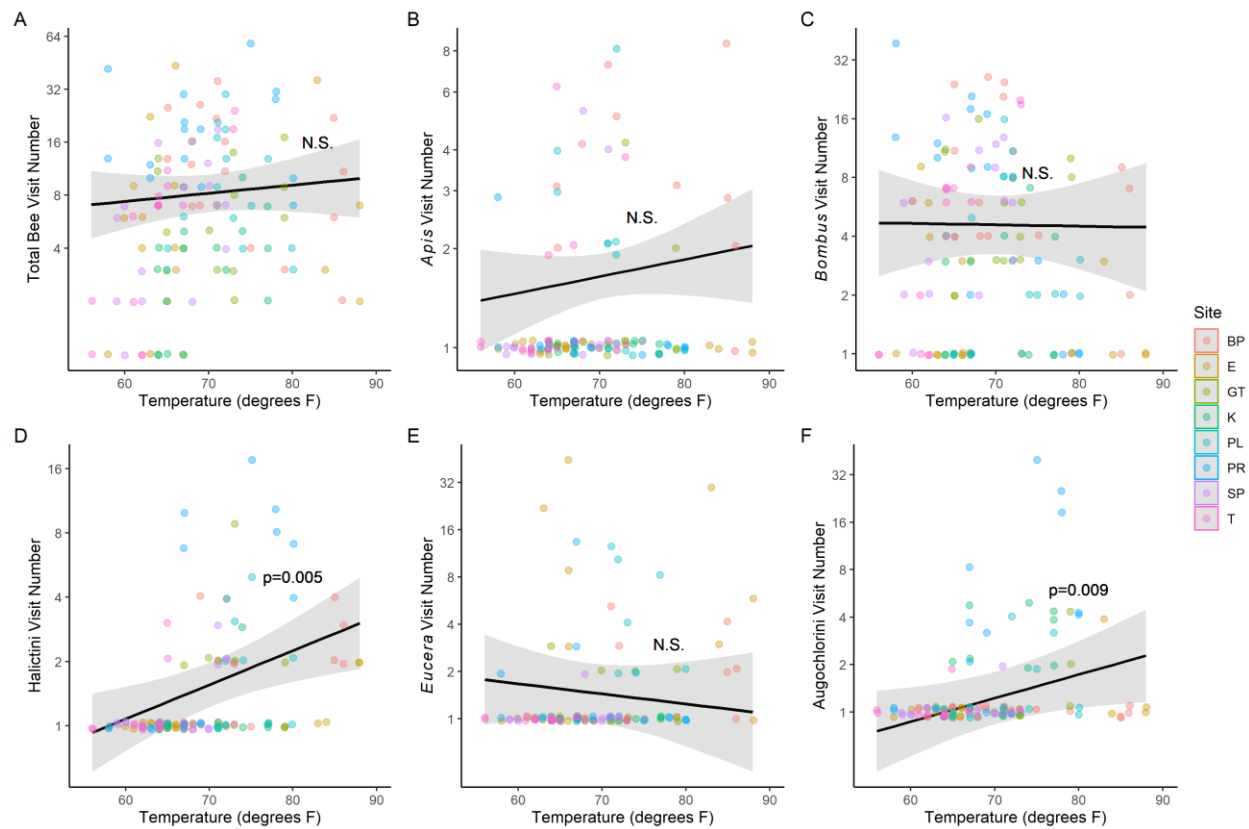 A
B
C
Total Bee Visit Number
64
32
16
8
4
N.S.
60
70
80
90
Temperature (degrees F)
Apis Visit Number
8
6
4
3
2
1
N.S.
60
70
80
90
Temperature (degrees F)
Bombus Visit Number
32
16
8
4
2
1
N.S.
60
70
80
90
Temperature (degrees F)
D
E
F
Halictini Visit Number
16
8
4
2
1
p=0.005
60
70
80
90
Temperature (degrees F)
Eucera Visit Number
32
16
8
4
2
1
N.S.
60
70
80
90
Temperature (degrees F)
Augochlorini Visit Number
32
16
8
4
2
1
p=0.009
60
70
80
90
Temperature (degrees F)
Site
BP
E
GT
K
PL
PR
SP
T